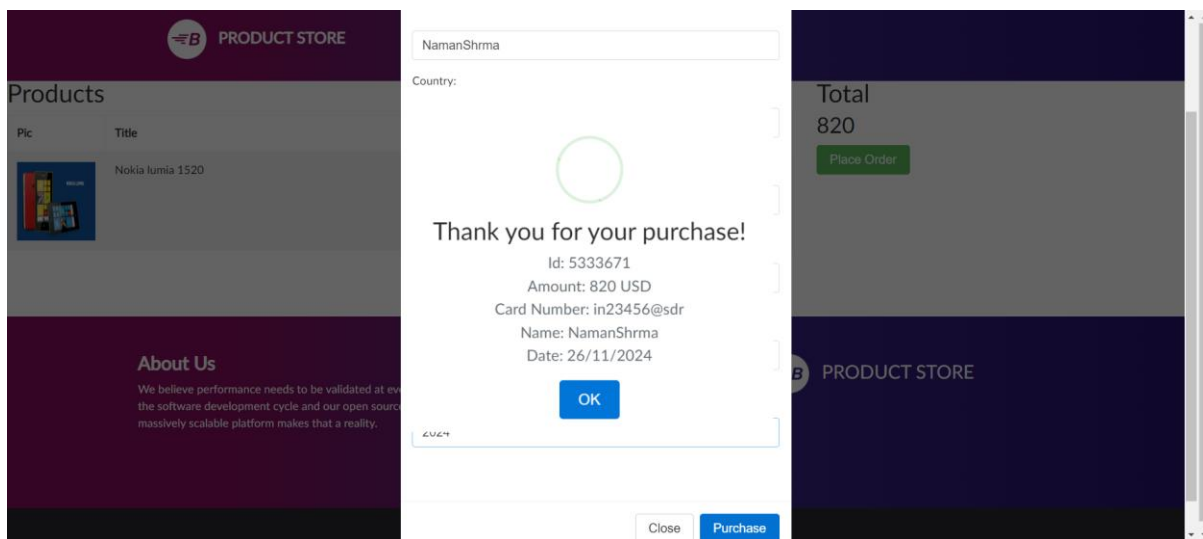 B PRODUCT STORE
Products
Pic Title
Nokia lumia 1520
NamanShrma
Country:
Thank you for your purchase!
Id: 5333671
Amount: 820 USD
Card Number: in23456@sdr
Name: NamanShrma
Date: 26/11/2024
OK
2024
Close Purchase
Total
820
Place Order
About Us
We believe performance needs to be validated at eve
the software development cycle and our open source
massively scalable platform makes that a reality.
B PRODUCT STORE